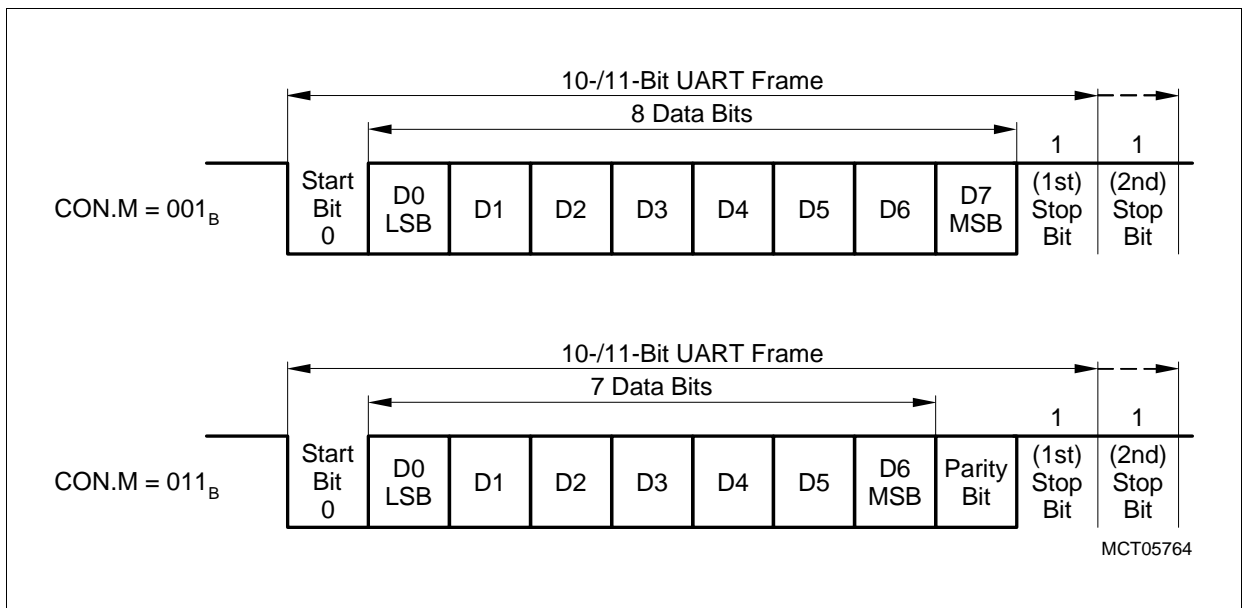 10-/11-Bit UART Frame
8 Data Bits
1 1
CON.M = 001B
Start Bit 0
D0 LSB
D1
D2
D3
D4
D5
D6
D7 MSB
(1st) Stop Bit
(2nd) Stop Bit
10-/11-Bit UART Frame
7 Data Bits
1 1
CON.M = 011B
Start Bit 0
D0 LSB
D1
D2
D3
D4
D5
D6 MSB
Parity Bit
(1st) Stop Bit
(2nd) Stop Bit
MCT05764